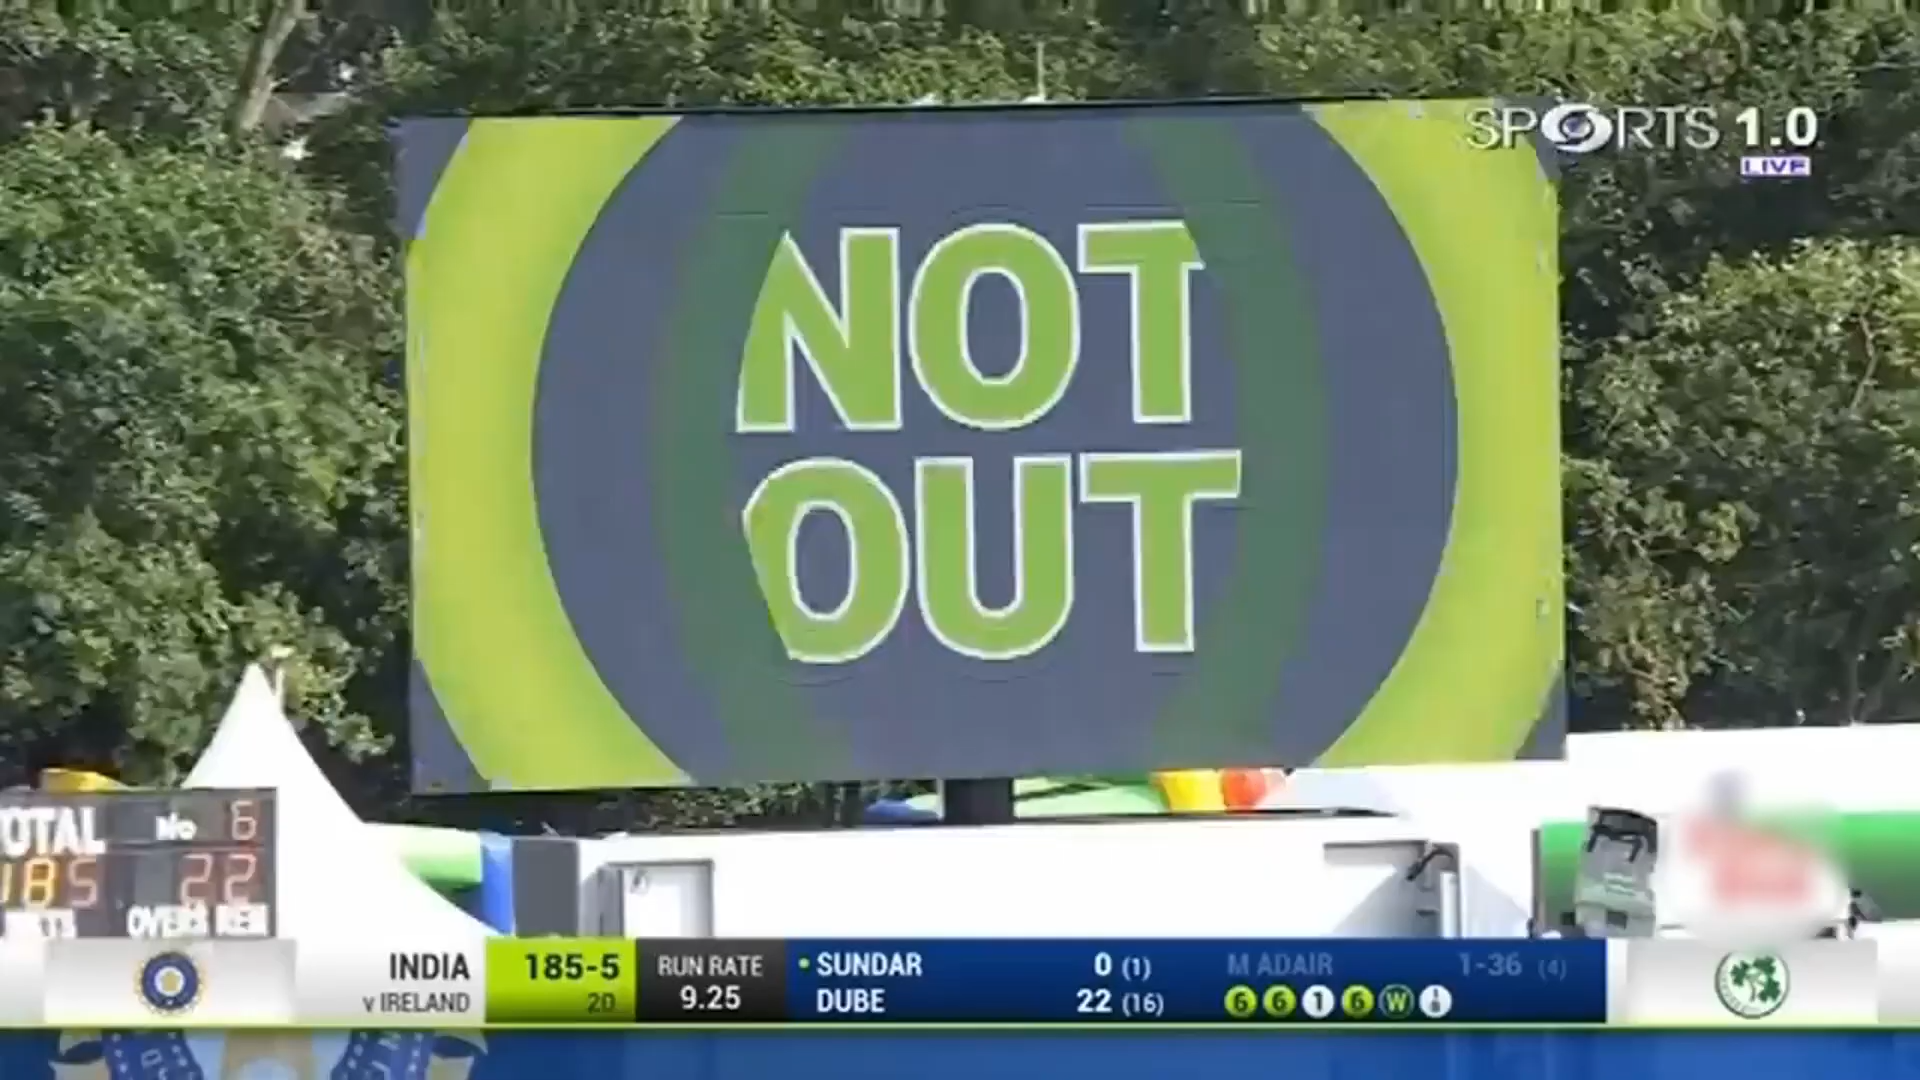 SPORTS 1.0
LIVE
NOT
OUT
TOTAL No 6
185 22
OVERS REM
INDIA 185-5 RUN RATE SUNDAR 0 (1) M ADAIR 1-36 (4)
v IRELAND 20 9.25 DUBE 22 (16) 6 6 1 6 W